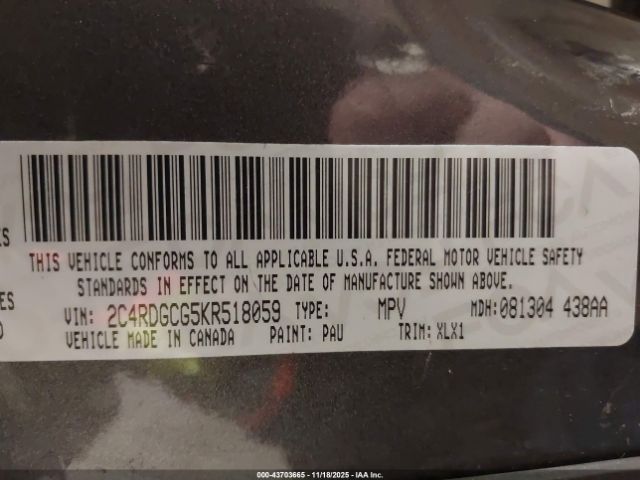 THIS VEHICLE CONFORMS TO ALL APPLICABLE U.S.A. FEDERAL MOTOR VEHICLE SAFETY
STANDARDS IN EFFECT ON THE DATE OF MANUFACTURE SHOWN ABOVE.
VIN: 2C4RDGCG5KR518059 TYPE: MPV MDH:081304 438AA
VEHICLE MADE IN CANADA PAINT: PAU TRIM: XLX1
000-43703665 - 11/18/2025 - IAA Inc.